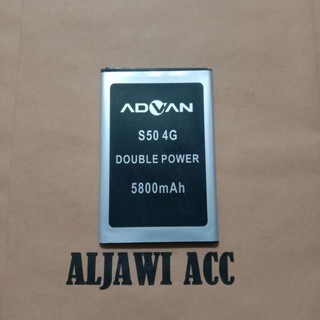 ADVAN
S50 4G
DOUBLE POWER
5800mAh
ALJAWI ACC